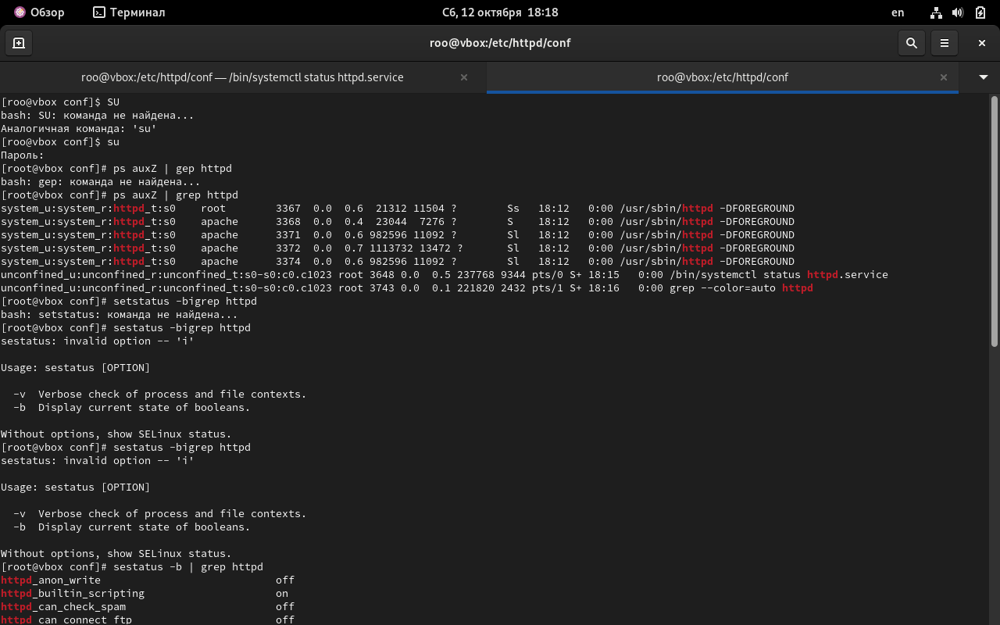 Обзор
Терминал
Сб, 12 октября 18:18
en
roo@vbox:/etc/httpd/conf
roo@vbox:/etc/httpd/conf — /bin/systemctl status httpd.service
roo@vbox:/etc/httpd/conf
[roo@vbox conf]$ SU
bash: SU: команда не найдена...
Аналогичная команда: 'su'
[roo@vbox conf]$ su
Пароль:
[root@vbox conf]# ps auxZ | gep httpd
bash: gep: команда не найдена...
[root@vbox conf]# ps auxZ | grep httpd
system_u:system_r:httpd_t:s0    root        3367  0.0  0.6  21312 11504 ?        Ss   18:12   0:00 /usr/sbin/httpd -DFOREGROUND
system_u:system_r:httpd_t:s0    apache      3368  0.0  0.4  23044  7276 ?        S    18:12   0:00 /usr/sbin/httpd -DFOREGROUND
system_u:system_r:httpd_t:s0    apache      3371  0.0  0.6 982596 11092 ?        Sl   18:12   0:00 /usr/sbin/httpd -DFOREGROUND
system_u:system_r:httpd_t:s0    apache      3372  0.0  0.7 1113732 13472 ?       Sl   18:12   0:00 /usr/sbin/httpd -DFOREGROUND
system_u:system_r:httpd_t:s0    apache      3374  0.0  0.6 982596 11092 ?        Sl   18:12   0:00 /usr/sbin/httpd -DFOREGROUND
unconfined_u:unconfined_r:unconfined_t:s0-s0:c0.c1023 root 3648 0.0  0.5 237768 9344 pts/0 S+ 18:15   0:00 /bin/systemctl status httpd.service
unconfined_u:unconfined_r:unconfined_t:s0-s0:c0.c1023 root 3743 0.0  0.1 221820 2432 pts/1 S+ 18:16   0:00 grep --color=auto httpd
[root@vbox conf]# setstatus -bigrep httpd
bash: setstatus: команда не найдена...
[root@vbox conf]# sestatus -bigrep httpd
sestatus: invalid option -- 'i'
Usage: sestatus [OPTION]
  -v  Verbose check of process and file contexts.
  -b  Display current state of booleans.
Without options, show SELinux status.
[root@vbox conf]# sestatus -bigrep httpd
sestatus: invalid option -- 'i'
Usage: sestatus [OPTION]
  -v  Verbose check of process and file contexts.
  -b  Display current state of booleans.
Without options, show SELinux status.
[root@vbox conf]# sestatus -b | grep httpd
httpd_anon_write                            off
httpd_builtin_scripting                     on
httpd_can_check_spam                        off
httpd_can_connect_ftp                       off